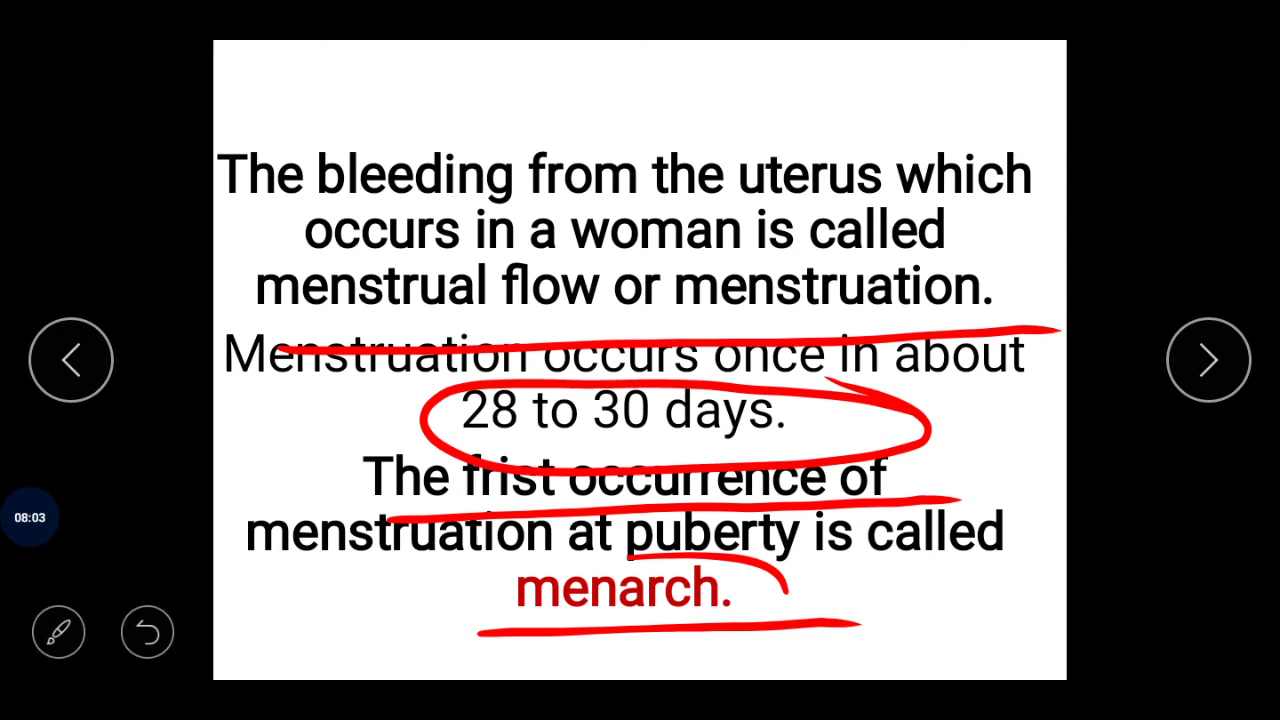 The bleeding from the uterus which
occurs in a woman is called
menstrual flow or menstruation.
Menstruation occurs once in about
28 to 30 days.
The frist occurrence of
menstruation at puberty is called
menarch.
08:03